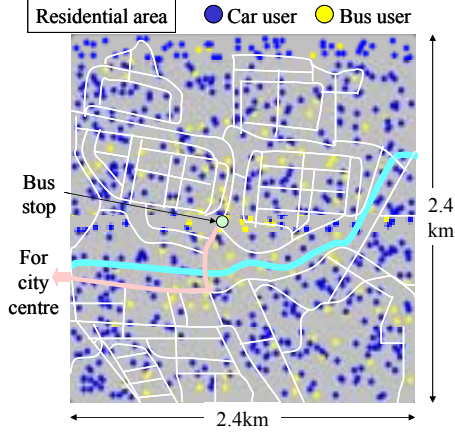 Residential area
Car user
Bus user
Bus
stop
For
city
centre
2.4
km
2.4km